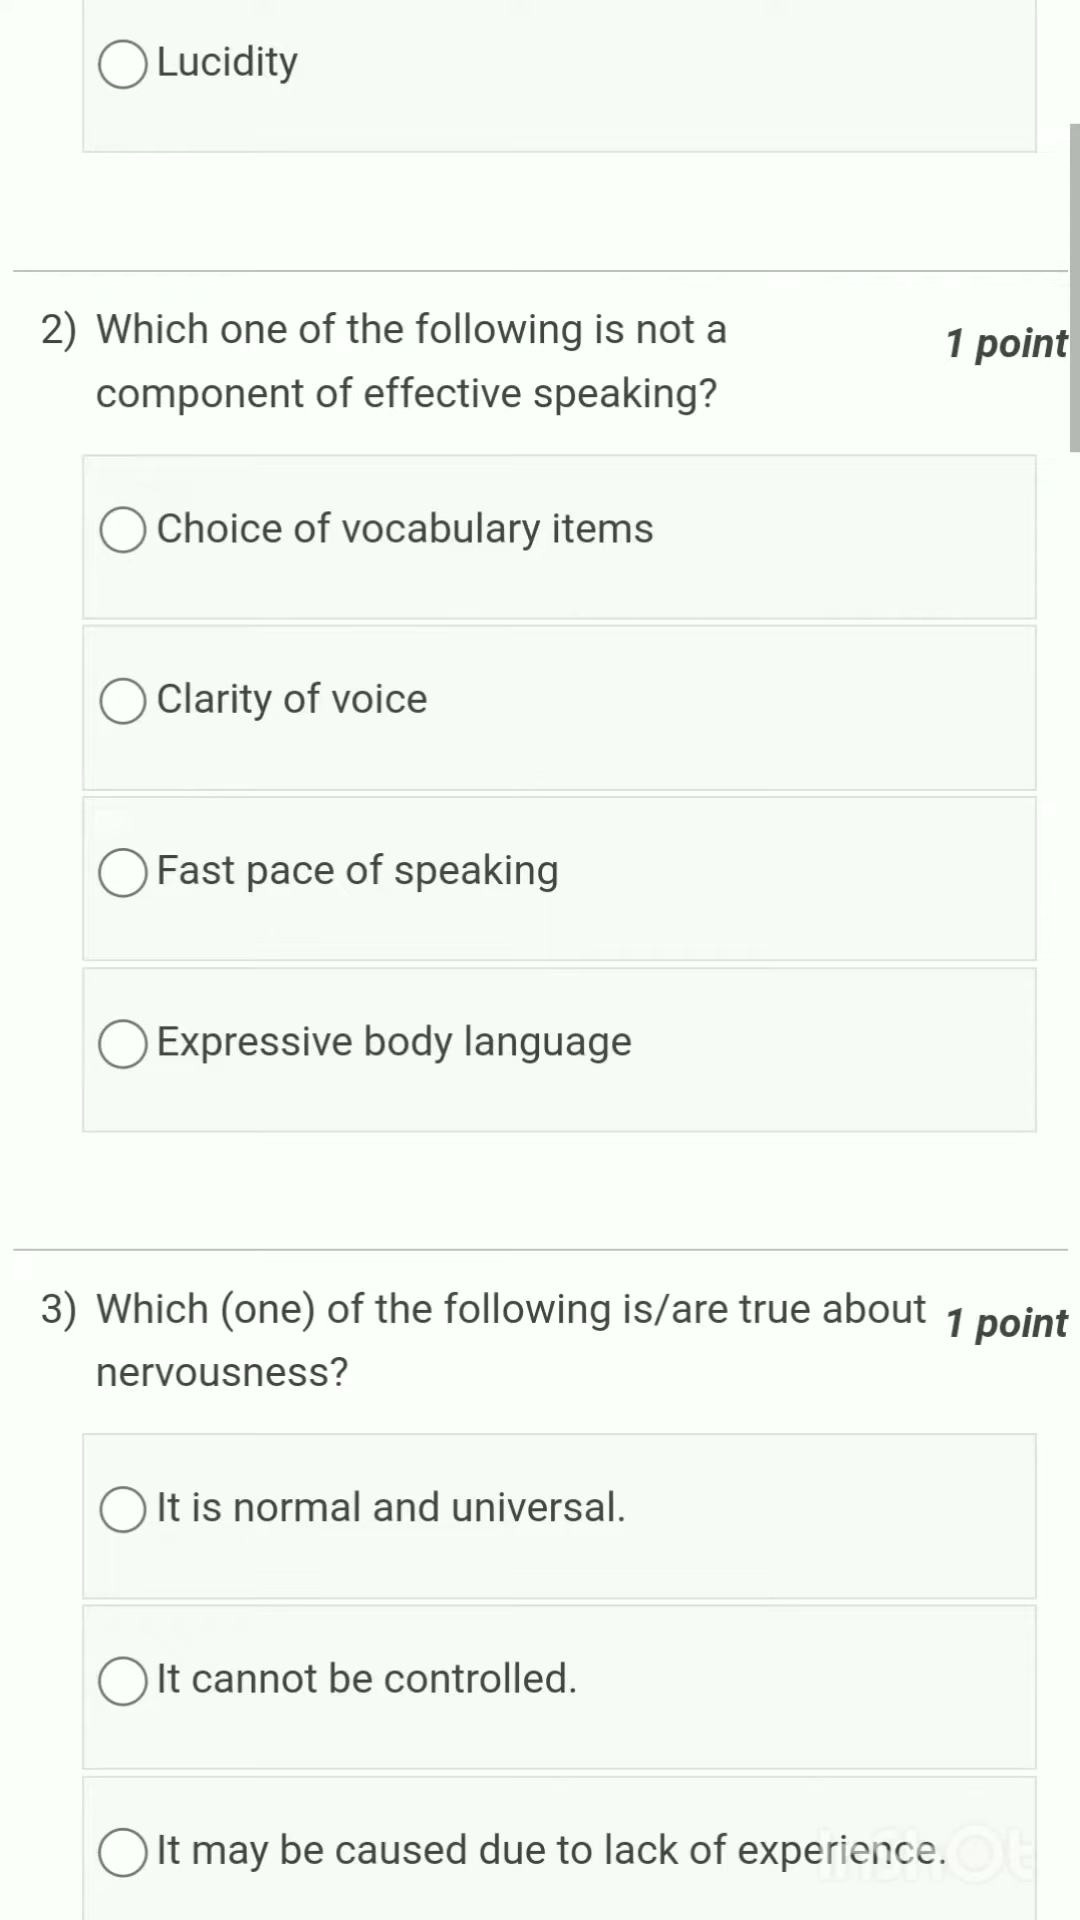 Lucidity
2) Which one of the following is not a
1 point
component of effective speaking?
Choice of vocabulary items
Clarity of voice
Fast pace of speaking
Expressive body language
3) Which (one) of the following is/are true about
1 point
nervousness?
It is normal and universal.
It cannot be controlled.
It may be caused due to lack of experience.
InShOt